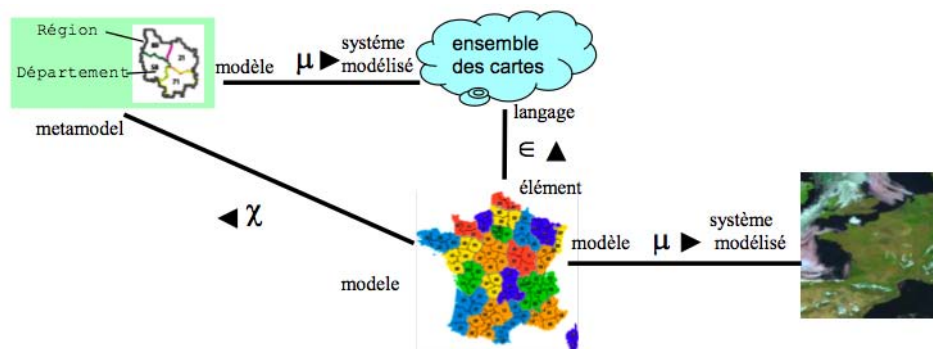 Région
Département
modèle
μ ►
systéme
modélisé
ensemble
des cartes
metamodel
langage
∈ ▲
élément
◄ χ
modele
modèle
μ ►
système
modélisé